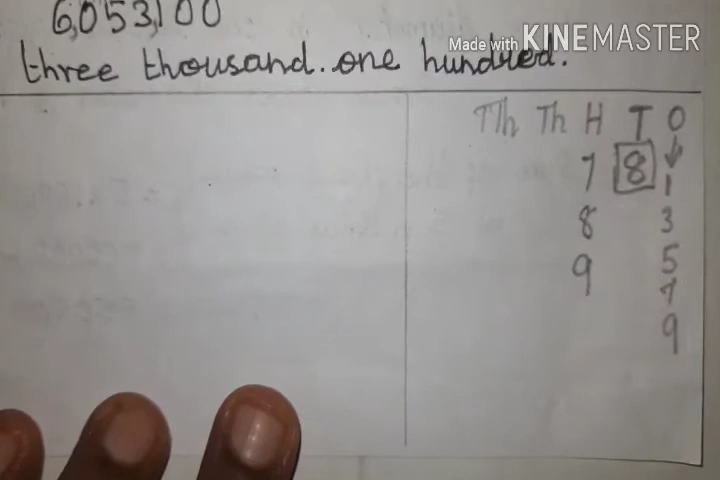 6,053,100
Made with KINEMASTER
three thousand. one hundred.
TTh Th H T O
7 8 1
8 3
9 5
7
9